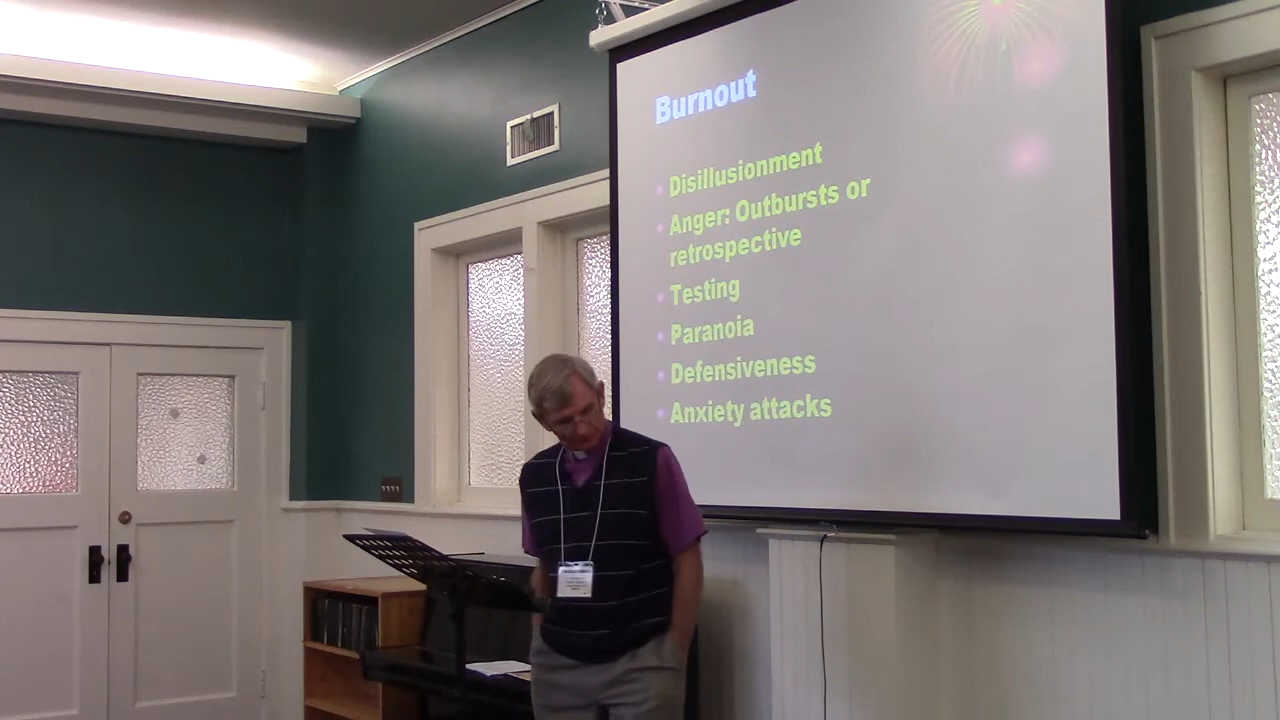 Burnout
Disillusionment
Anger: Outbursts or
retrospective
Testing
Paranoia
Defensiveness
Anxiety attacks